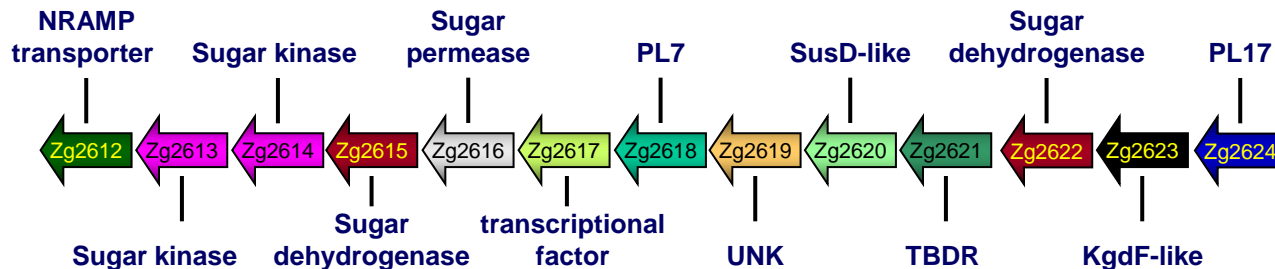 NRAMP
transporter
Sugar kinase
Sugar
permease
PL7
SusD-like
Sugar
dehydrogenase
PL17
Zg2612
Zg2613
Zg2614
Zg2615
Zg2616
Zg2617
Zg2618
Zg2619
Zg2620
Zg2621
Zg2622
Zg2623
Zg2624
Sugar kinase
Sugar
dehydrogenase
transcriptional
factor
UNK
TBDR
KgdF-like